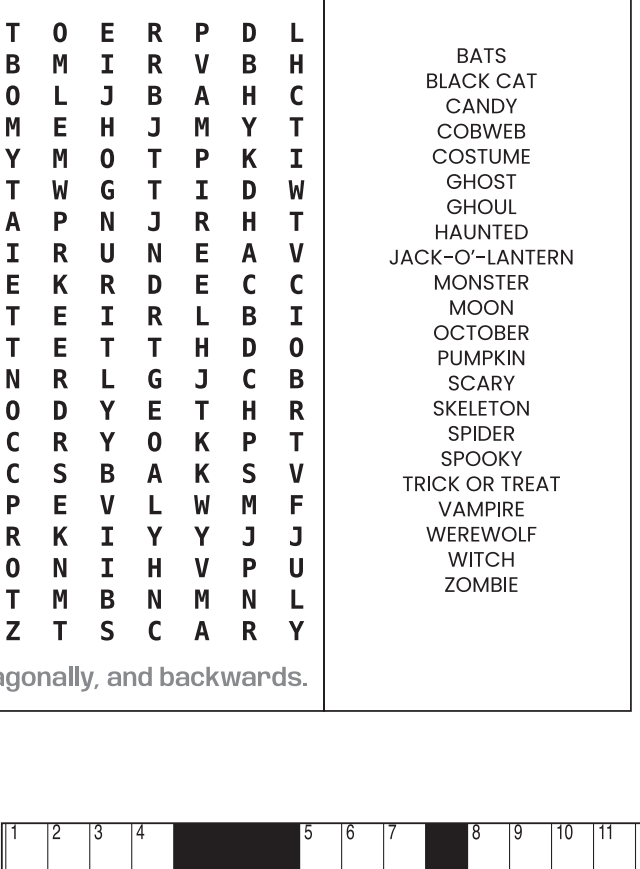 T O E R P D L
B M I R V B H
O L J B A H C
M E H J M Y T
Y M O T P K I
T W G T I D W
A P N J R H T
I R U N E A V
E K R D E C C
T E I R L B I
T E T T H D O
N R L G J C B
O D Y E T H R
C R Y O K P T
C S B A K S V
P E V L W M F
R K I Y Y J J
O N I H V P U
T M B N M N L
Z T S C A R Y
agonally, and backwards.
BATS
BLACK CAT
CANDY
COBWEB
COSTUME
GHOST
GHOUL
HAUNTED
JACK-O'-LANTERN
MONSTER
MOON
OCTOBER
PUMPKIN
SCARY
SKELETON
SPIDER
SPOOKY
TRICK OR TREAT
VAMPIRE
WEREWOLF
WITCH
ZOMBIE
1 2 3 4 5 6 7 8 9 10 11